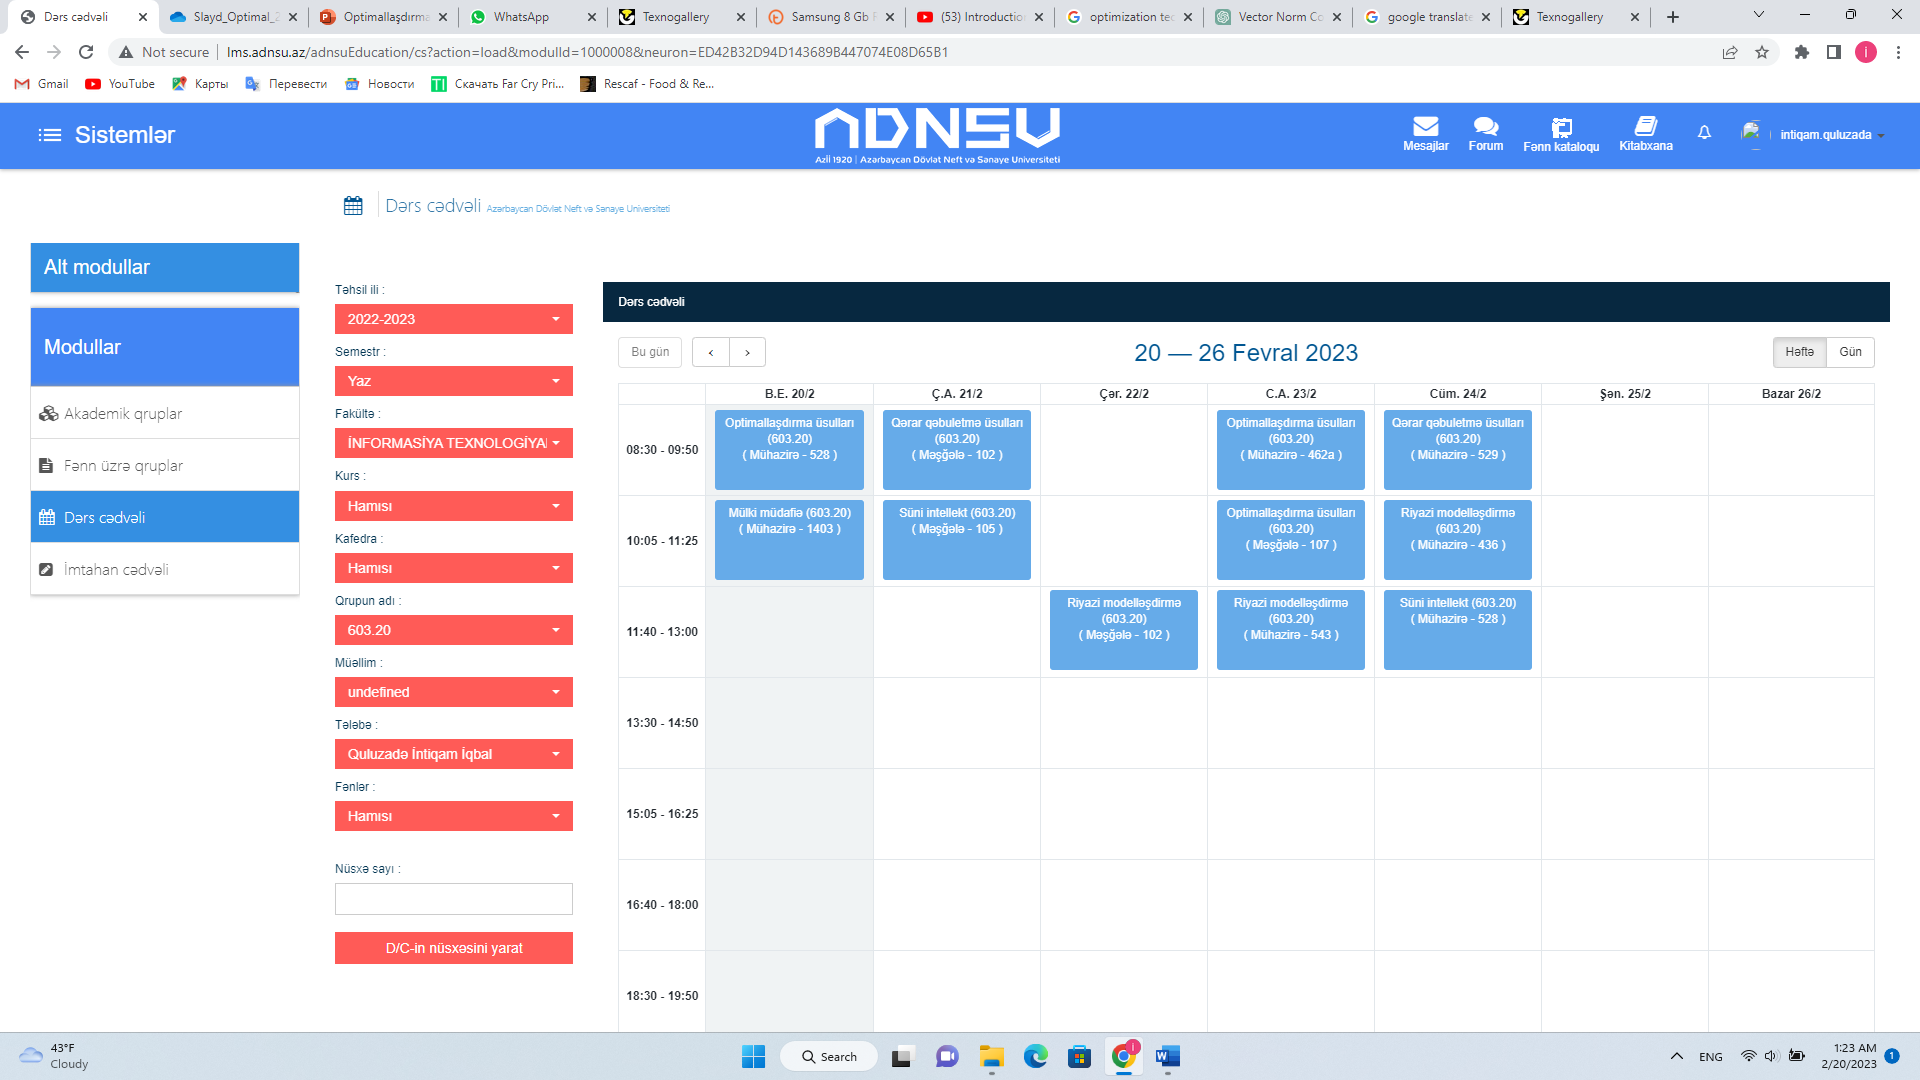 Dərs cədvəli
Slayd_Optimal_2
Optimallaşdırma
WhatsApp
Texnogallery
Samsung 8 Gb
(53) Introduction
optimization tec
Vector Norm Co
google translate
Texnogallery
Not secure
lms.adnsu.az/adnsuEducation/cs?action=load&modulId=1000008&neuron=ED42B32D94D143689B447074E08D65B1
Gmail
YouTube
Карты
Перевести
Новости
Скачать Far Cry Pri...
Rescaf - Food & Re...
Sistemlər
ADNSU
Azii 1920 | Azərbaycan Dövlət Neft və Sənaye Universiteti
Mesajlar
Forum
Fənn kataloqu
Kitabxana
intiqam.quluzada
Dərs cədvəli Azərbaycan Dövlət Neft və Sənaye Universiteti
Alt modullar
Modullar
Akademik qruplar
Fənn üzrə qruplar
Dərs cədvəli
İmtahan cədvəli
Təhsil ili :
2022-2023
Semestr :
Yaz
Fakültə :
İNFORMASİYA TEXNOLOGİYA
Kurs :
Hamısı
Kafedra :
Hamısı
Qrupun adı :
603.20
Müəllim :
undefined
Tələbə :
Quluzadə İntiqam İqbal
Fənlər :
Hamısı
Nüsxə sayı :
D/C-in nüsxəsini yarat
Dərs cədvəli
Bu gün
‹
›
20 — 26 Fevral 2023
Həftə
Gün
B.E. 20/2
Ç.A. 21/2
Çər. 22/2
C.A. 23/2
Cüm. 24/2
Şən. 25/2
Bazar 26/2
08:30 - 09:50
Optimallaşdırma üsulları
(603.20)
( Mühazirə - 528 )
Qərar qəbuletmə üsulları
(603.20)
( Məşğələ - 102 )
Optimallaşdırma üsulları
(603.20)
( Mühazirə - 462a )
Qərar qəbuletmə üsulları
(603.20)
( Mühazirə - 529 )
10:05 - 11:25
Mülki müdafiə (603.20)
( Mühazirə - 1403 )
Süni intellekt (603.20)
( Məşğələ - 105 )
Optimallaşdırma üsulları
(603.20)
( Məşğələ - 107 )
Riyazi modelləşdirmə
(603.20)
( Mühazirə - 436 )
11:40 - 13:00
Riyazi modelləşdirmə
(603.20)
( Məşğələ - 102 )
Riyazi modelləşdirmə
(603.20)
( Mühazirə - 543 )
Süni intellekt (603.20)
( Mühazirə - 528 )
13:30 - 14:50
15:05 - 16:25
16:40 - 18:00
18:30 - 19:50
43°F
Cloudy
Search
ENG
1:23 AM
2/20/2023
1